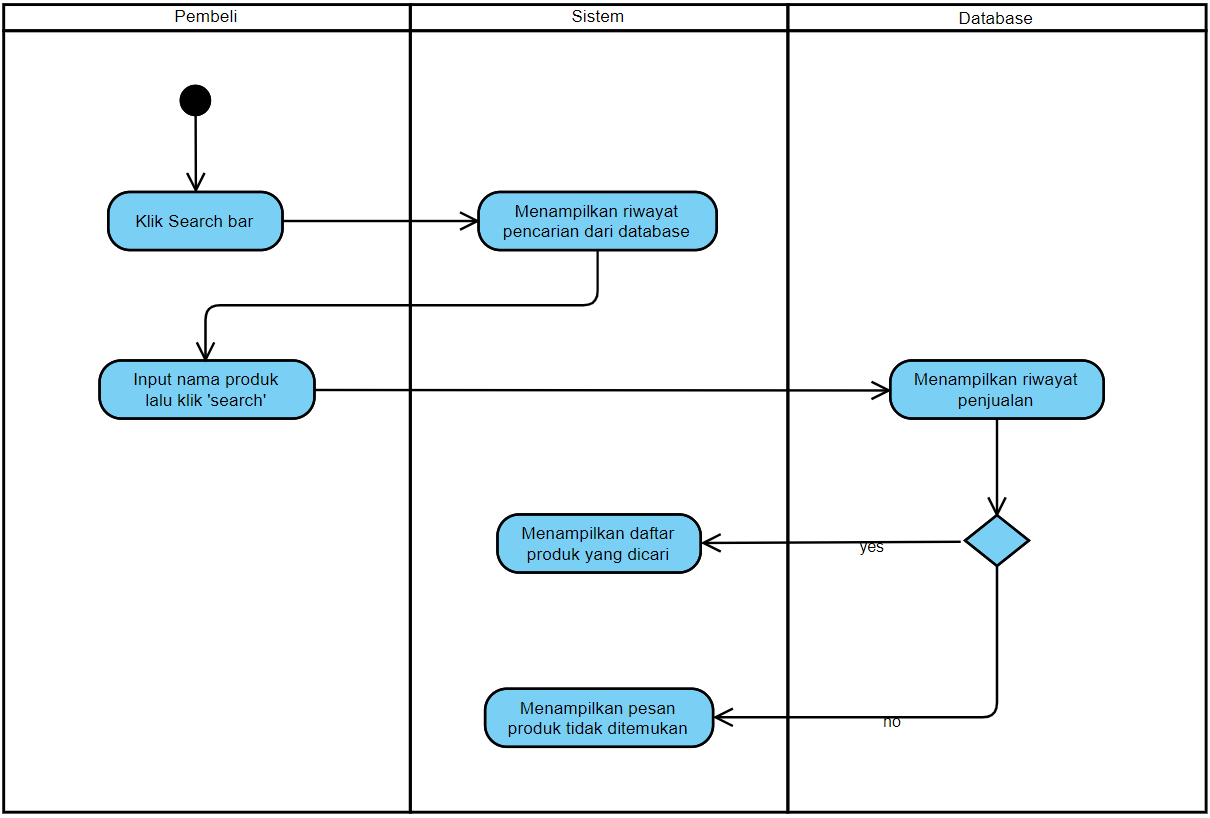 Pembeli
Sistem
Database
Klik Search bar
Menampilkan riwayat
pencarian dari database
Input nama produk
lalu klik 'search'
Menampilkan riwayat
penjualan
Menampilkan daftar
produk yang dicari
yes
Menampilkan pesan
produk tidak ditemukan
no